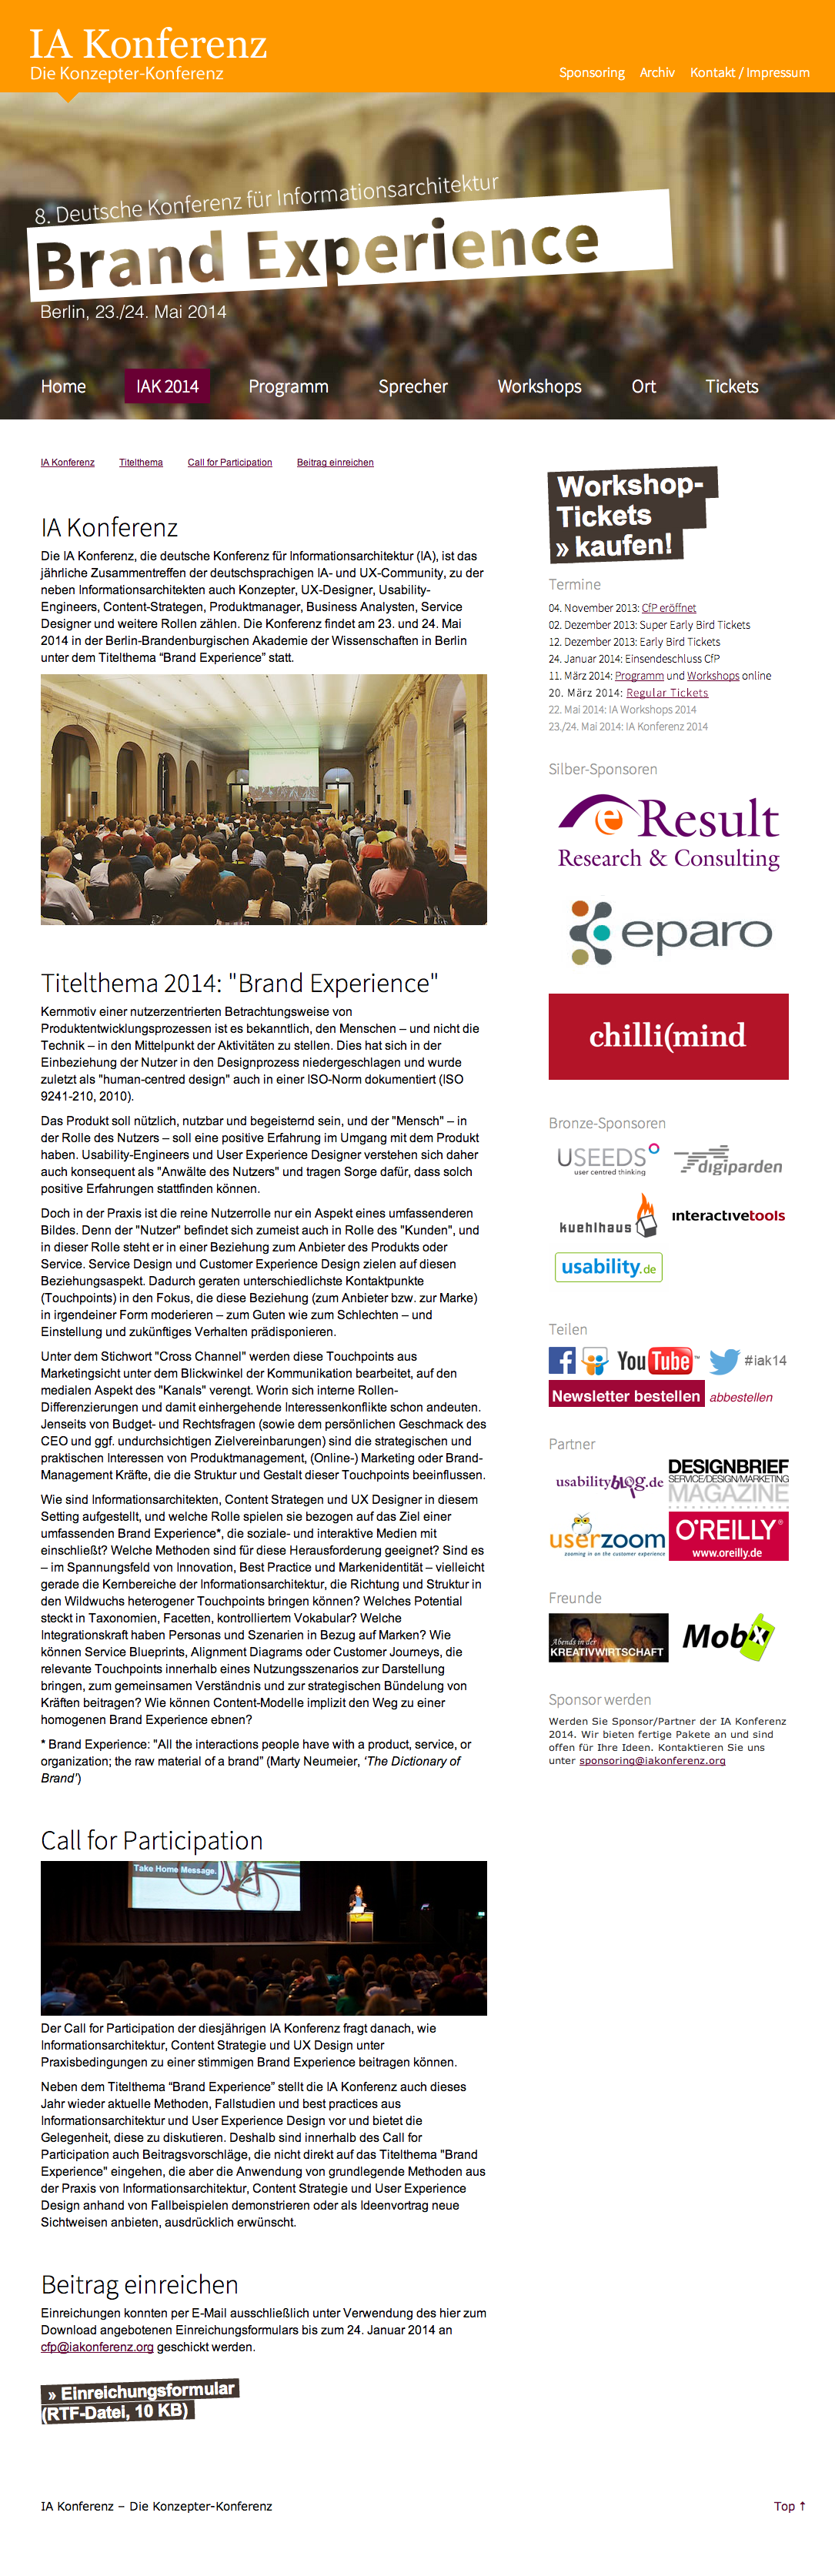 IA Konferenz
Die Konzepter-Konferenz
Sponsoring Archiv Kontakt / Impressum
8. Deutsche Konferenz für Informationsarchitektur
Brand Experience
Berlin, 23./24. Mai 2014
Home IAK 2014 Programm Sprecher Workshops Ort Tickets
IA Konferenz Titelthema Call for Participation Beitrag einreichen
IA Konferenz
Die IA Konferenz, die deutsche Konferenz für Informationsarchitektur (IA), ist das
jährliche Zusammentreffen der deutschsprachigen IA- und UX-Community, zu der
neben Informationsarchitekten auch Konzepter, UX-Designer, Usability-
Engineers, Content-Strategen, Produktmanager, Business Analysten, Service
Designer und weitere Rollen zählen. Die Konferenz findet am 23. und 24. Mai
2014 in der Berlin-Brandenburgischen Akademie der Wissenschaften in Berlin
unter dem Titelthema “Brand Experience” statt.
Titelthema 2014: "Brand Experience"
Kernmotiv einer nutzerzentrierten Betrachtungsweise von
Produktentwicklungsprozessen ist es bekanntlich, den Menschen – und nicht die
Technik – in den Mittelpunkt der Aktivitäten zu stellen. Dies hat sich in der
Einbeziehung der Nutzer in den Designprozess niedergeschlagen und wurde
zuletzt als "human-centred design" auch in einer ISO-Norm dokumentiert (ISO
9241-210, 2010).
Das Produkt soll nützlich, nutzbar und begeisternd sein, und der "Mensch" – in
der Rolle des Nutzers – soll eine positive Erfahrung im Umgang mit dem Produkt
haben. Usability-Engineers und User Experience Designer verstehen sich daher
auch konsequent als "Anwälte des Nutzers" und tragen Sorge dafür, dass solch
positive Erfahrungen stattfinden können.
Doch in der Praxis ist die reine Nutzerrolle nur ein Aspekt eines umfassenderen
Bildes. Denn der "Nutzer" befindet sich zumeist auch in Rolle des "Kunden", und
in dieser Rolle steht er in einer Beziehung zum Anbieter des Produkts oder
Service. Service Design und Customer Experience Design zielen auf diesen
Beziehungsaspekt. Dadurch geraten unterschiedlichste Kontaktpunkte
(Touchpoints) in den Fokus, die diese Beziehung (zum Anbieter bzw. zur Marke)
in irgendeiner Form moderieren – zum Guten wie zum Schlechten – und
Einstellung und zukünftiges Verhalten prädisponieren.
Unter dem Stichwort "Cross Channel" werden diese Touchpoints aus
Marketingsicht unter dem Blickwinkel der Kommunikation bearbeitet, auf den
medialen Aspekt des "Kanals" verengt. Worin sich interne Rollen-
Differenzierungen und damit einhergehende Interessenkonflikte schon andeuten.
Jenseits von Budget- und Rechtsfragen (sowie dem persönlichen Geschmack des
CEO und ggf. undurchsichtigen Zielvereinbarungen) sind die strategischen und
praktischen Interessen von Produktmanagement, (Online-) Marketing oder Brand-
Management Kräfte, die die Struktur und Gestalt dieser Touchpoints beeinflussen.
Wie sind Informationsarchitekten, Content Strategen und UX Designer in diesem
Setting aufgestellt, und welche Rolle spielen sie bezogen auf das Ziel einer
umfassenden Brand Experience*, die soziale- und interaktive Medien mit
einschließt? Welche Methoden sind für diese Herausforderung geeignet? Sind es
– im Spannungsfeld von Innovation, Best Practice und Markenidentität – vielleicht
gerade die Kernbereiche der Informationsarchitektur, die Richtung und Struktur in
den Wildwuchs heterogener Touchpoints bringen können? Welches Potential
steckt in Taxonomien, Facetten, kontrolliertem Vokabular? Welche
Integrationskraft haben Personas und Szenarien in Bezug auf Marken? Wie
können Service Blueprints, Alignment Diagrams oder Customer Journeys, die
relevante Touchpoints innerhalb eines Nutzungsszenarios zur Darstellung
bringen, zum gemeinsamen Verständnis und zur strategischen Bündelung von
Kräften beitragen? Wie können Content-Modelle implizit den Weg zu einer
homogenen Brand Experience ebnen?
* Brand Experience: "All the interactions people have with a product, service, or
organization; the raw material of a brand” (Marty Neumeier, ‘The Dictionary of
Brand’)
Call for Participation
Take Home Message.
Der Call for Participation der diesjährigen IA Konferenz fragt danach, wie
Informationsarchitektur, Content Strategie und UX Design unter
Praxisbedingungen zu einer stimmigen Brand Experience beitragen können.
Neben dem Titelthema “Brand Experience” stellt die IA Konferenz auch dieses
Jahr wieder aktuelle Methoden, Fallstudien und best practices aus
Informationsarchitektur und User Experience Design vor und bietet die
Gelegenheit, diese zu diskutieren. Deshalb sind innerhalb des Call for
Participation auch Beitragsvorschläge, die nicht direkt auf das Titelthema "Brand
Experience" eingehen, die aber die Anwendung von grundlegende Methoden aus
der Praxis von Informationsarchitektur, Content Strategie und User Experience
Design anhand von Fallbeispielen demonstrieren oder als Ideenvortrag neue
Sichtweisen anbieten, ausdrücklich erwünscht.
Beitrag einreichen
Einreichungen konnten per E-Mail ausschließlich unter Verwendung des hier zum
Download angebotenen Einreichungsformulars bis zum 24. Januar 2014 an
cfp@iakonferenz.org geschickt werden.
» Einreichungsformular
(RTF-Datei, 10 KB)
Workshop-
Tickets
» kaufen!
Termine
04. November 2013: CfP eröffnet
02. Dezember 2013: Super Early Bird Tickets
12. Dezember 2013: Early Bird Tickets
24. Januar 2014: Einsendeschluss CfP
11. März 2014: Programm und Workshops online
20. März 2014: Regular Tickets
22. Mai 2014: IA Workshops 2014
23./24. Mai 2014: IA Konferenz 2014
Silber-Sponsoren
eResult
Research & Consulting
eparo
chilli(mind
Bronze-Sponsoren
USEEDS
user centred thinking
digiparden
kuehlhaus
interactivetools
usability.de
Teilen
f YouTube™ #iak14
Newsletter bestellen abbestellen
Partner
usabilityblog.de
DESIGNBRIEF
SERVICE/DESIGN/MARKETING
MAGAZINE
userzoom
zooming in on the customer experience
O'REILLY®
www.oreilly.de
Freunde
Abends in der
KREATIVWIRTSCHAFT
MobX
Sponsor werden
Werden Sie Sponsor/Partner der IA Konferenz
2014. Wir bieten fertige Pakete an und sind
offen für Ihre Ideen. Kontaktieren Sie uns
unter sponsoring@iakonferenz.org
IA Konferenz – Die Konzepter-Konferenz
Top ↑